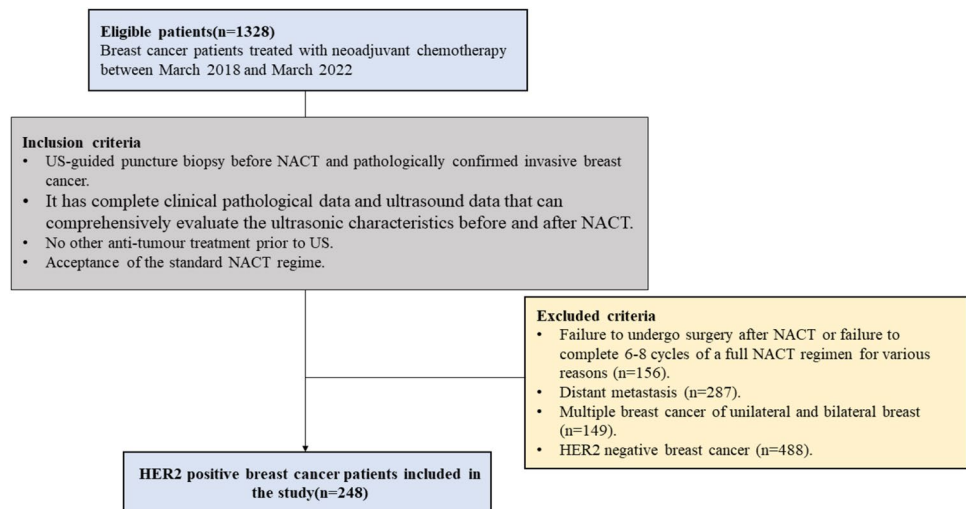 Eligible patients(n=1328)
Breast cancer patients treated with neoadjuvant chemotherapy
between March 2018 and March 2022
Inclusion criteria
• US-guided puncture biopsy before NACT and pathologically confirmed invasive breast
cancer.
• It has complete clinical pathological data and ultrasound data that can
comprehensively evaluate the ultrasonic characteristics before and after NACT.
• No other anti-tumour treatment prior to US.
• Acceptance of the standard NACT regime.
Excluded criteria
• Failure to undergo surgery after NACT or failure to
complete 6-8 cycles of a full NACT regimen for various
reasons (n=156).
• Distant metastasis (n=287).
• Multiple breast cancer of unilateral and bilateral breast
(n=149).
• HER2 negative breast cancer (n=488).
HER2 positive breast cancer patients included in
the study(n=248)